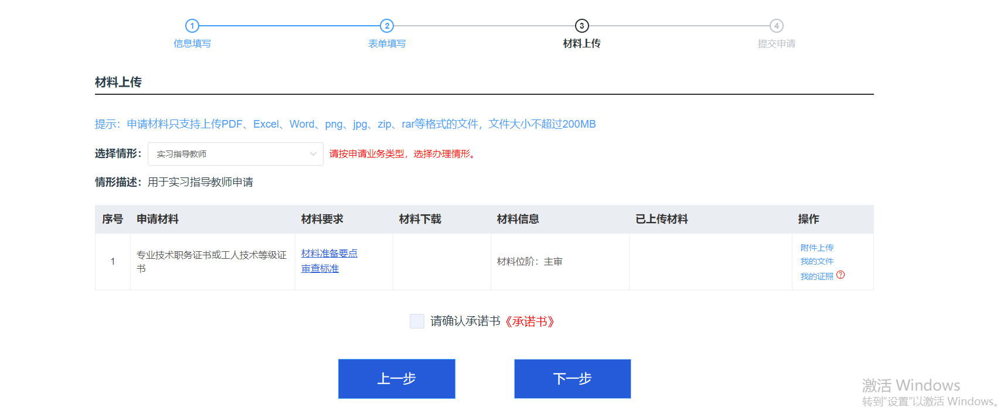 1
2
3
4
信息填写
表单填写
材料上传
提交申请
材料上传
提示：申请材料只支持上传PDF、Excel、Word、png、jpg、zip、rar等格式的文件，文件大小不超过200MB
选择情形：
实习指导教师
请按申请业务类型，选择办理情形。
情形描述：用于实习指导教师申请
序号
申请材料
材料要求
材料下载
材料信息
已上传材料
操作
1
专业技术职务证书或工人技术等级证
书
材料准备要点
审查标准
材料位阶：主审
附件上传
我的文件
我的证照 ?
请确认承诺书《承诺书》
上一步
下一步
激活 Windows
转到“设置”以激活 Windows。